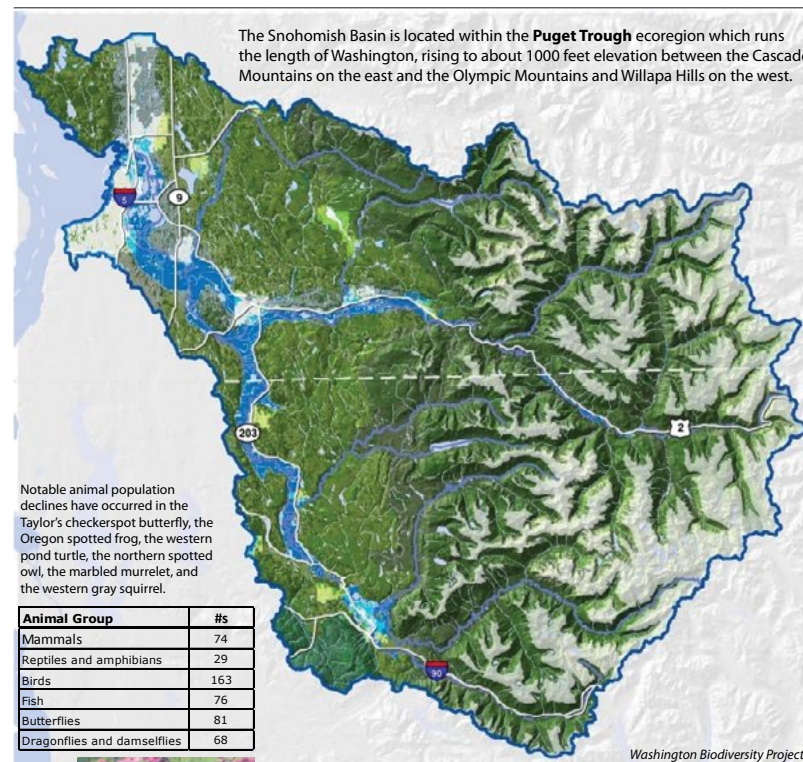 The Snohomish Basin is located within the Puget Trough ecoregion which runs
the length of Washington, rising to about 1000 feet elevation between the Cascade
Mountains on the east and the Olympic Mountains and Willapa Hills on the west.
5
9
203
2
90
Notable animal population
declines have occurred in the
Taylor's checkerspot butterfly, the
Oregon spotted frog, the western
pond turtle, the northern spotted
owl, the marbled murrelet, and
the western gray squirrel.
Animal Group #s
Mammals 74
Reptiles and amphibians 29
Birds 163
Fish 76
Butterflies 81
Dragonflies and damselflies 68
Washington Biodiversity Project